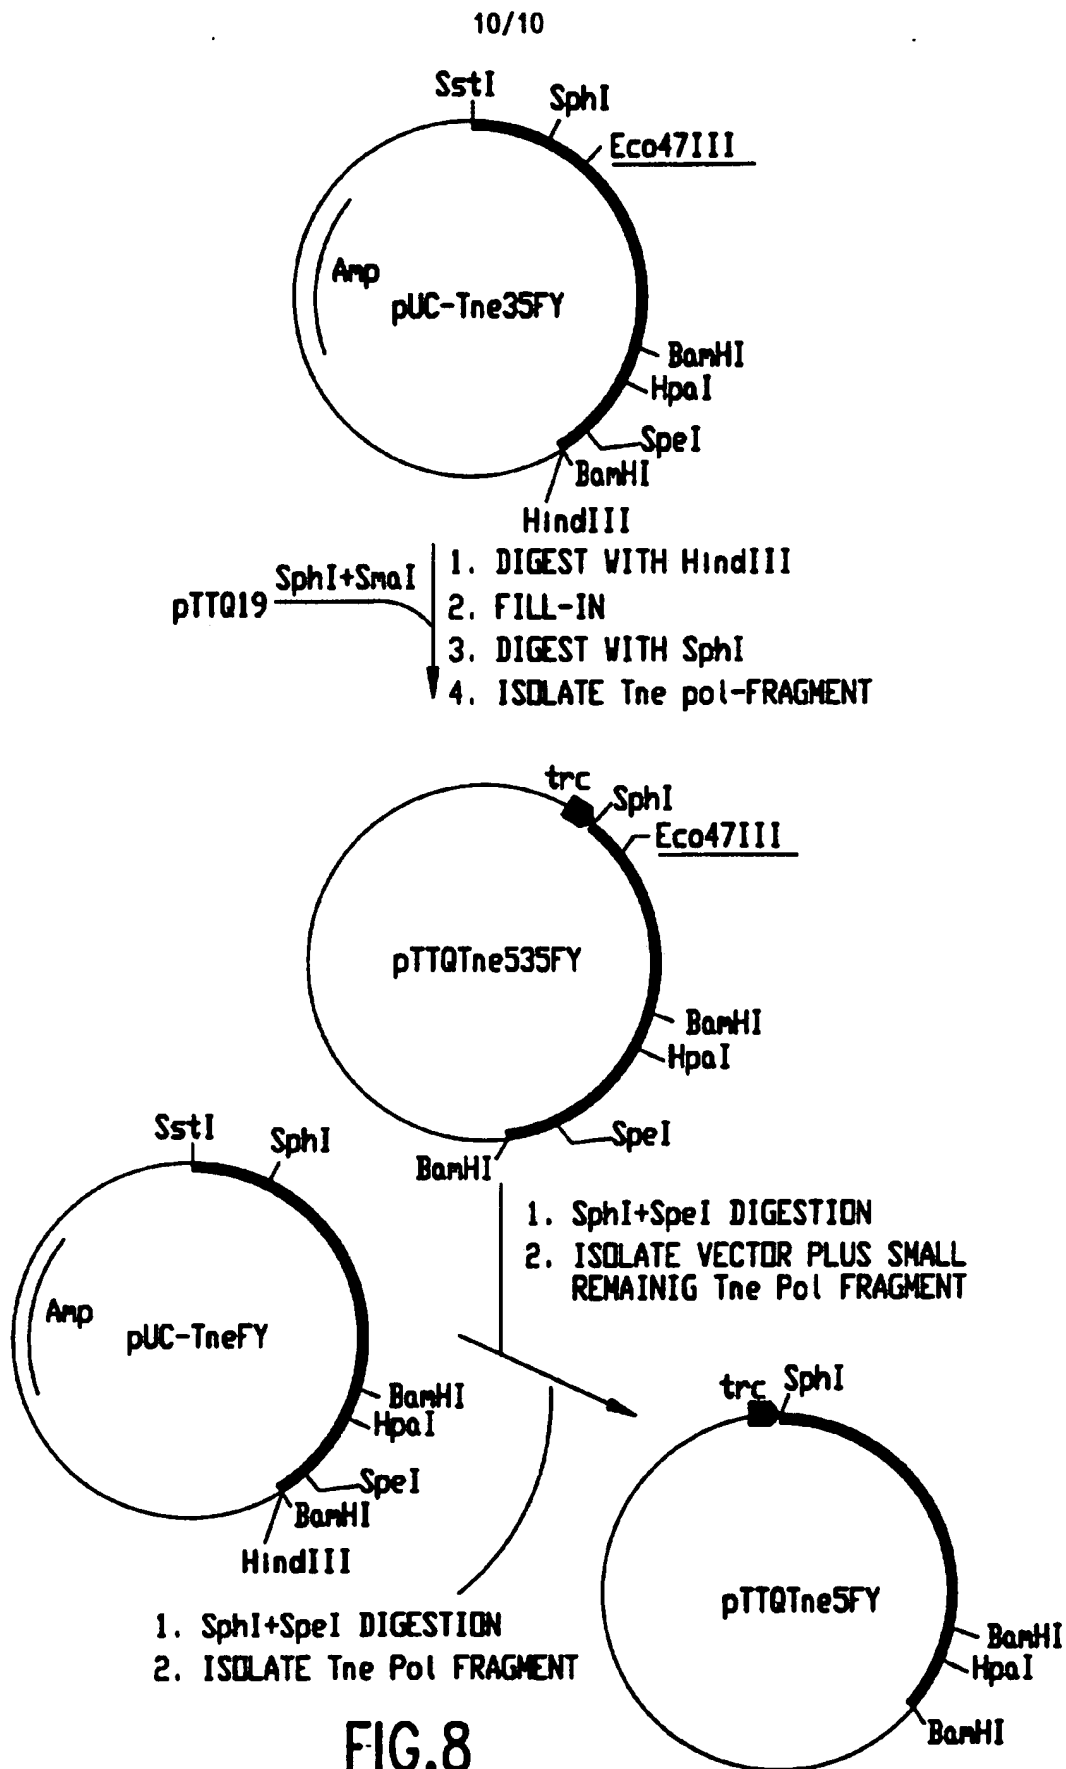 10/10
SstI
SphI
Eco47III
Amp
pUC-Tne35FY
BamHI
HpaI
SpeI
BamHI
HindIII
pTTQ19
SphI+SmaI
1. DIGEST WITH HindIII
2. FILL-IN
3. DIGEST WITH SphI
4. ISOLATE Tne pol-FRAGMENT
trc
SphI
Eco47III
pTTQTne535FY
BamHI
HpaI
SpeI
BamHI
1. SphI+SpeI DIGESTION
2. ISOLATE VECTOR PLUS SMALL
REMAINIG Tne Pol FRAGMENT
SstI
SphI
Amp
pUC-TneFY
BamHI
HpaI
SpeI
BamHI
HindIII
1. SphI+SpeI DIGESTION
2. ISOLATE Tne Pol FRAGMENT
trc
SphI
pTTQTne5FY
BamHI
HpaI
BamHI
FIG.8